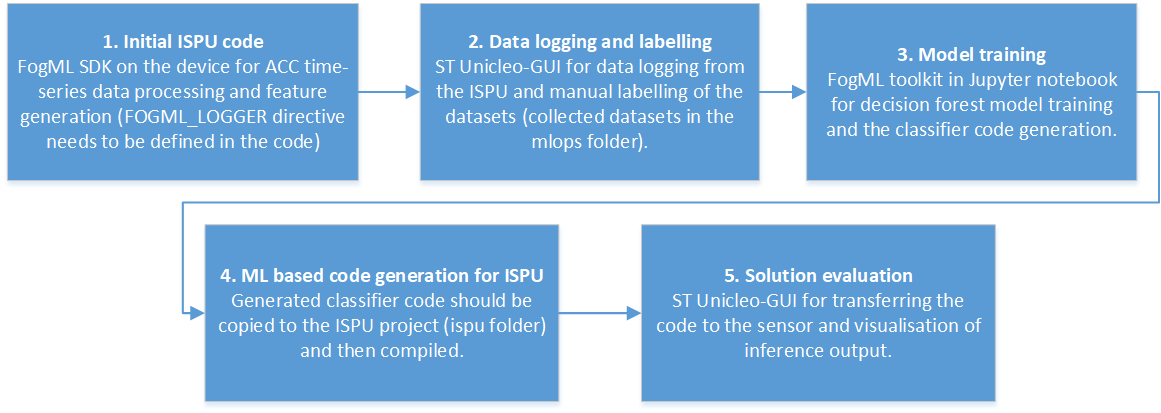 1. Initial ISPU code
FogML SDK on the device for ACC time-
series data processing and feature
generation (FOGML_LOGGER directive
needs to be defined in the code)
2. Data logging and labelling
ST Unicleo-GUI for data logging from
the ISPU and manual labelling of the
datasets (collected datasets in the
mlops folder).
3. Model training
FogML toolkit in Jupyter notebook
for decision forest model training
and the classifier code generation.
4. ML based code generation for ISPU
Generated classifier code should be
copied to the ISPU project (ispu folder)
and then compiled.
5. Solution evaluation
ST Unicleo-GUI for transferring the
code to the sensor and visualisation of
inference output.